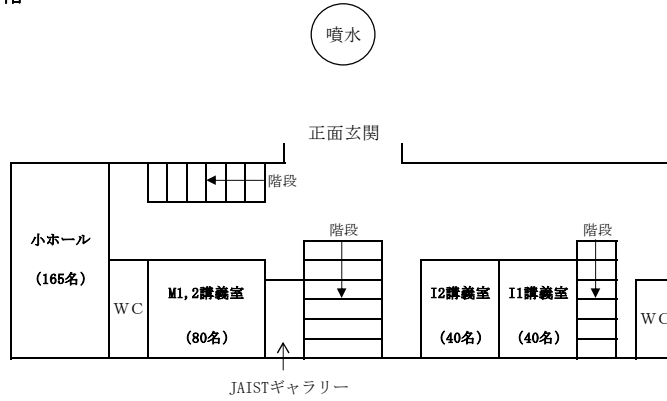 噴水
正面玄関
階段
小ホール
(165名)
WC
M1,2講義室
(80名)
階段
I2講義室
(40名)
I1講義室
(40名)
階段
WC
JAISTギャラリー